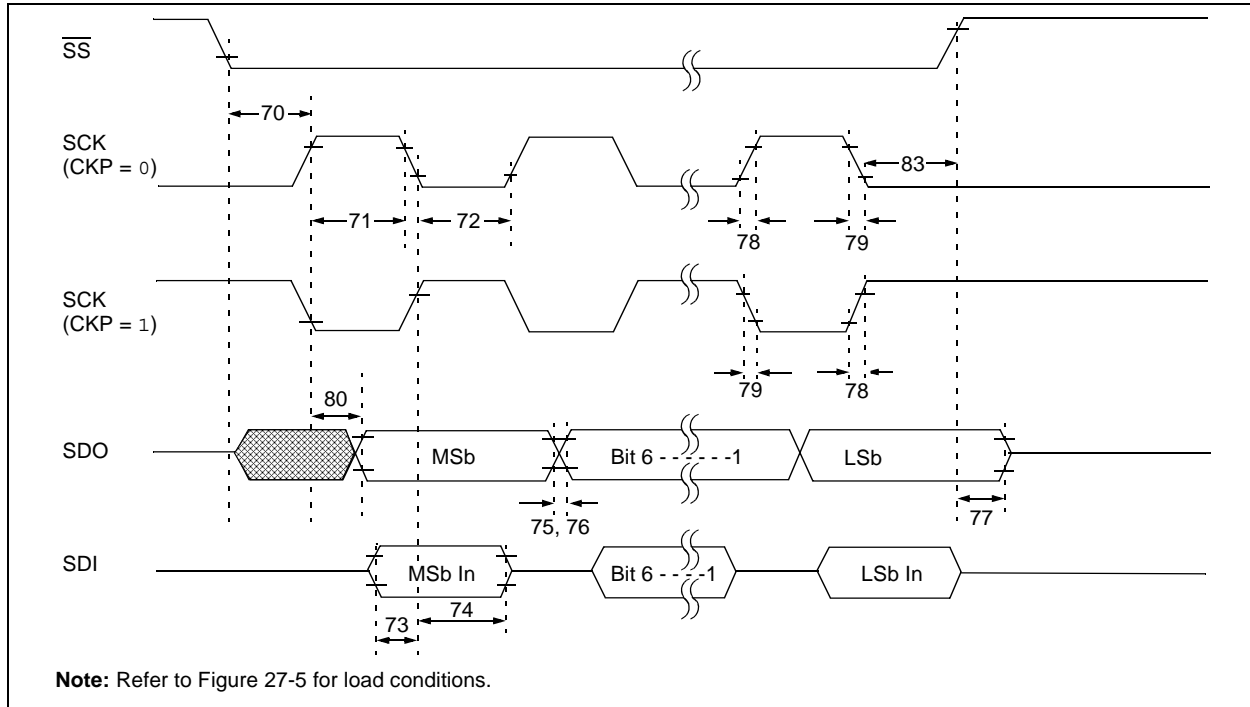 SS
70
SCK
(CKP = 0)
83
71
72
78
79
SCK
(CKP = 1)
79
78
80
SDO
MSb
Bit 6 - - - - - -1
LSb
75, 76
77
SDI
MSb In
Bit 6 - - - -1
LSb In
73
74
Note: Refer to Figure 27-5 for load conditions.